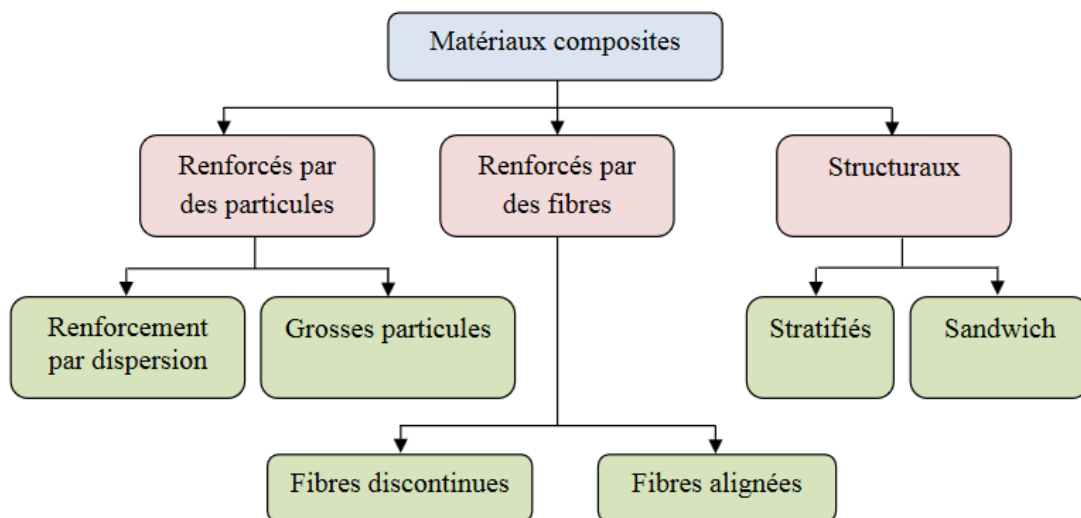 Matériaux composites
Renforcés par
des particules
Renforcés par
des fibres
Structuraux
Renforcement
par dispersion
Grosses particules
Stratifiés
Sandwich
Fibres discontinues
Fibres alignées